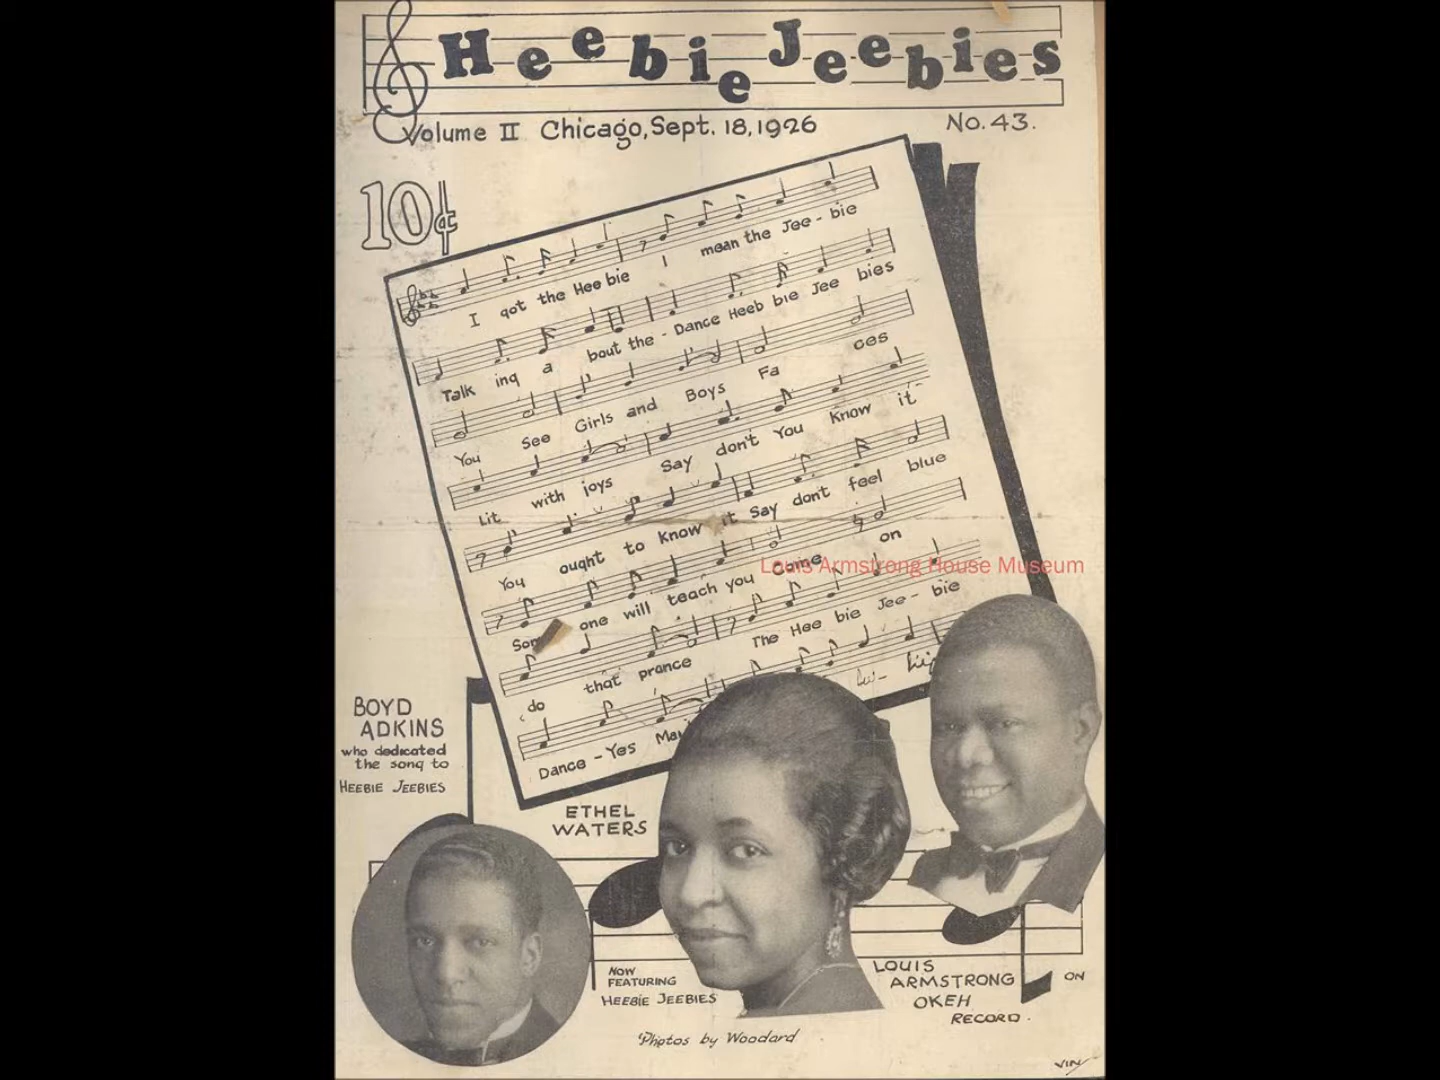 Heebie Jeebies
Volume II Chicago, Sept. 18, 1926 No. 43.
10¢
I got the Heebie I mean the Jee-bie
Talk ing a bout the - Dance Heeb bie Jee bies
You See Girls and Boys Fa ces
Lit with joys Say don't You Know it
You ought to know it Say don't feel blue
Some one will teach you come on
do that prance The Hee bie Jee- bie
Dance - Yes
Louis Armstrong House Museum
BOYD
ADKINS
who dedicated
the song to
HEEBIE JEEBIES
ETHEL
WATERS
NOW
FEATURING
HEEBIE JEEBIES
LOUIS
ARMSTRONG ON
OKEH
RECORD.
Photos by Woodard
VIN